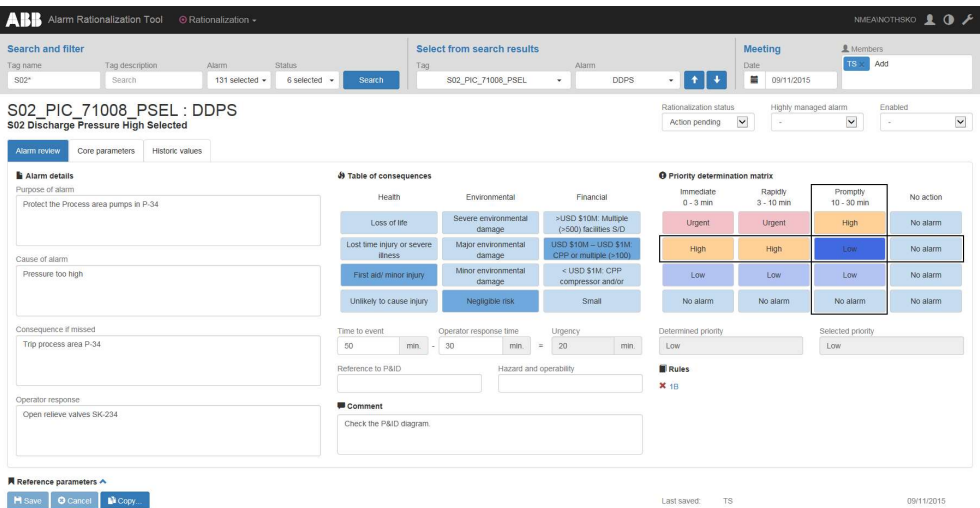 ABB Alarm Rationalization Tool Rationalization NMEA\NOTHSKO
Search and filter
Tag name Tag description Alarm Status
S02* Search 131 selected 6 selected Search
Select from search results
Tag Alarm
S02_PIC_71008_PSEL DDPS
Meeting
Date
09/11/2015
Members
TS × Add
S02_PIC_71008_PSEL : DDPS
S02 Discharge Pressure High Selected
Rationalization status Highly managed alarm Enabled
Action pending - -
Alarm review Core parameters Historic values
Alarm details
Purpose of alarm
Protect the Process area pumps in P-34
Cause of alarm
Pressure too high
Consequence if missed
Trip process area P-34
Operator response
Open relieve valves SK-234
Table of consequences
Health Environmental Financial
Loss of life
Severe environmental
damage
>USD $10M: Multiple
(>500) facilities S/D
Lost time injury or severe
illness
Major environmental
damage
USD $10M – USD $1M:
CPP or multiple (>100)
First aid/ minor injury
Minor environmental
damage
< USD $1M: CPP
compressor and/or
Unlikely to cause injury Negligible risk Small
Time to event Operator response time Urgency
50 min. - 30 min. = 20 min.
Reference to P&ID Hazard and operability
Comment
Check the P&ID diagram.
Priority determination matrix
Immediate
0 - 3 min
Rapidly
3 - 10 min
Promptly
10 - 30 min
No action
Urgent Urgent High No alarm
High High Low No alarm
Low Low Low No alarm
No alarm No alarm No alarm No alarm
Determined priority Selected priority
Low Low
Rules
1B
Reference parameters
Save Cancel Copy...
Last saved: TS 09/11/2015